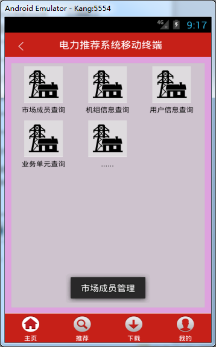 Android Emulator - Kang:5554
4G 9:17
电力推荐系统移动终端
市场成员查询 机组信息查询 用户信息查询
业务单元查询 ......
市场成员管理
主页 推荐 下载 我的